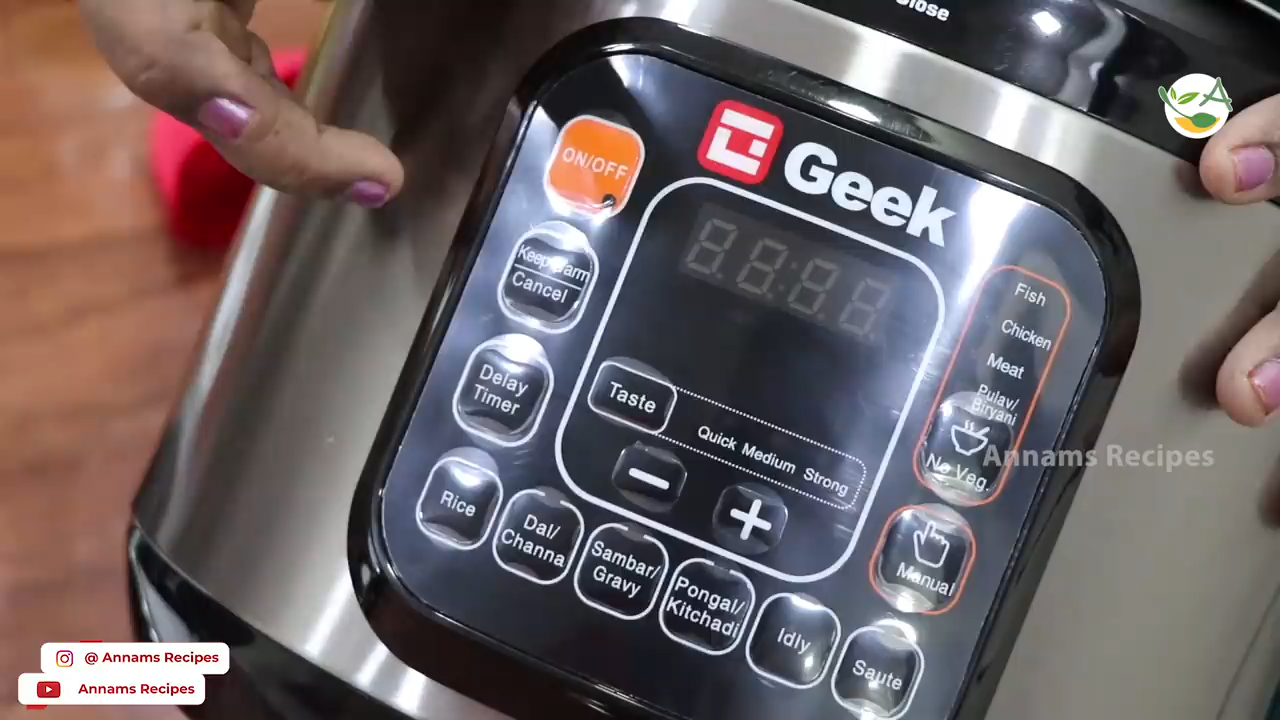 Close
Geek
ON/OFF
Keep Warm
Cancel
Delay
Timer
Taste
Quick Medium Strong
Fish
Chicken
Meat
Pulav/
Biryani
No Veg.
Manual
Rice
Dal/
Channa
Sambar/
Gravy
Pongal/
Kitchadi
Idly
Saute
Annams Recipes
@ Annams Recipes
Annams Recipes